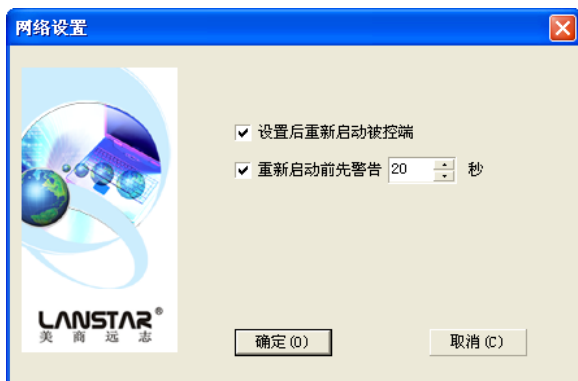 网络设置
设置后重新启动被控端
重新启动前先警告 20 秒
LANSTAR®
美商远志
确定(O) 取消(C)